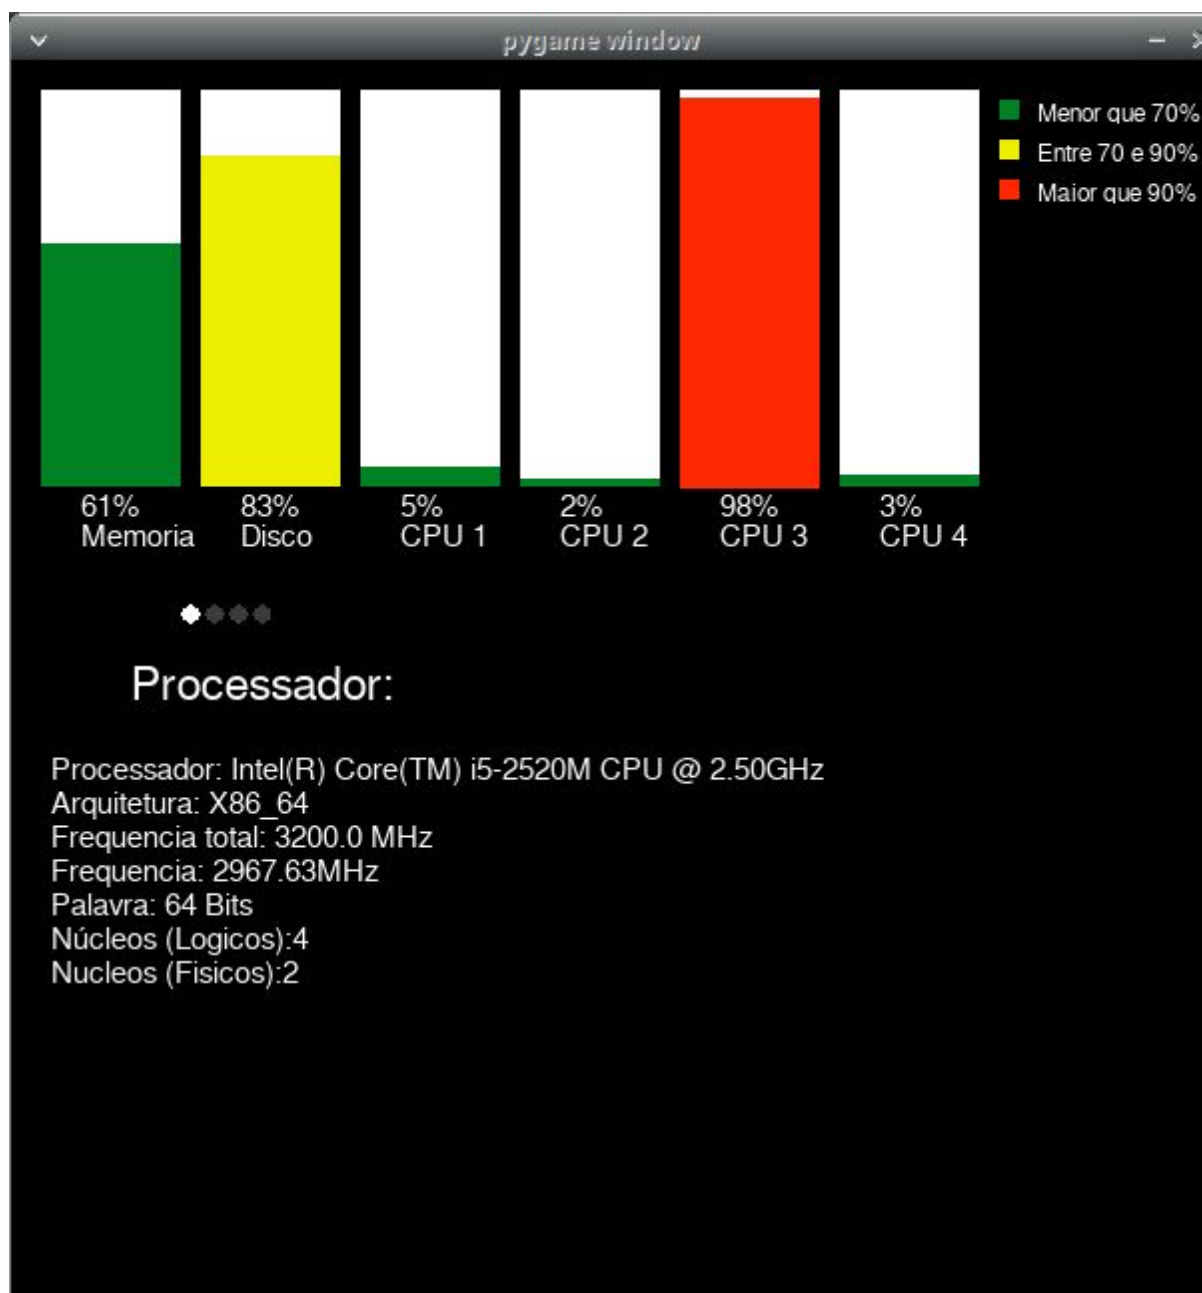 pygame window
Menor que 70%
Entre 70 e 90%
Maior que 90%
61% 83% 5% 2% 98% 3%
Memoria Disco CPU 1 CPU 2 CPU 3 CPU 4
Processador:
Processador: Intel(R) Core(TM) i5-2520M CPU @ 2.50GHz
Arquitetura: X86_64
Frequencia total: 3200.0 MHz
Frequencia: 2967.63MHz
Palavra: 64 Bits
Núcleos (Logicos):4
Nucleos (Fisicos):2